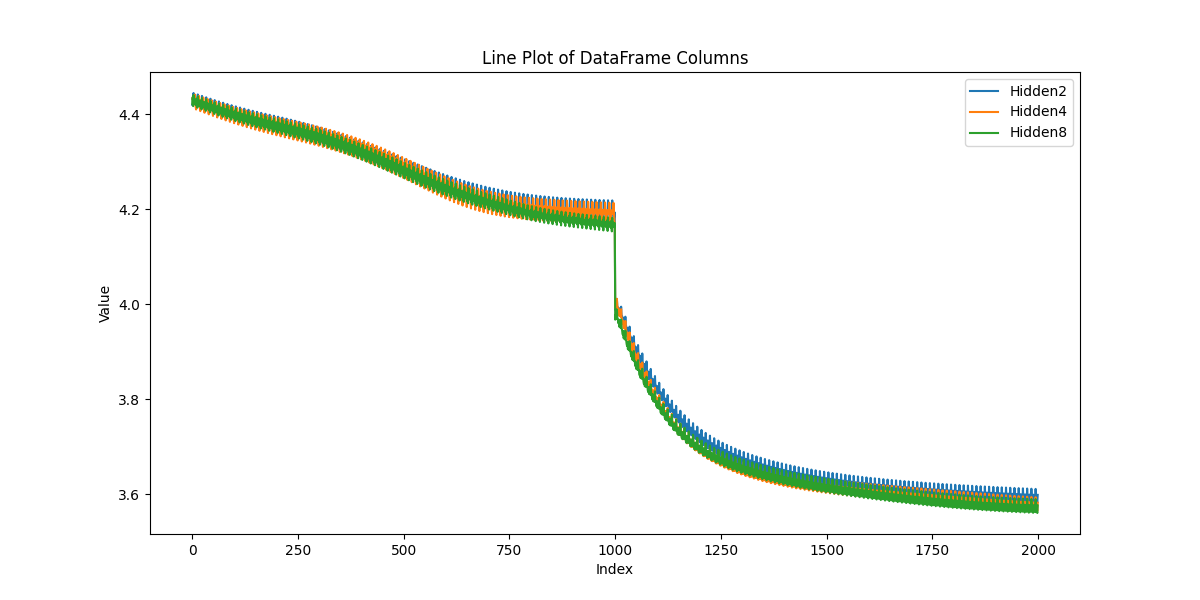 Line Plot of DataFrame Columns
Hidden2
Hidden4
Hidden8
Value
4.4
4.2
4.0
3.8
3.6
0 250 500 750 1000 1250 1500 1750 2000
Index